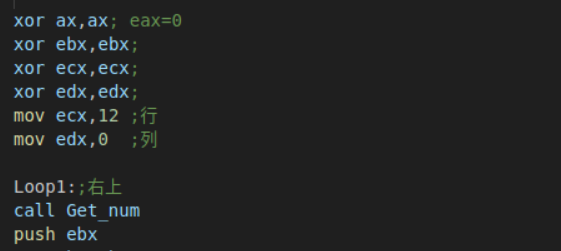 xor ax,ax; eax=0
xor ebx,ebx;
xor ecx,ecx;
xor edx,edx;
mov ecx,12 ;行
mov edx,0  ;列
Loop1:;右上
call Get_num
push ebx